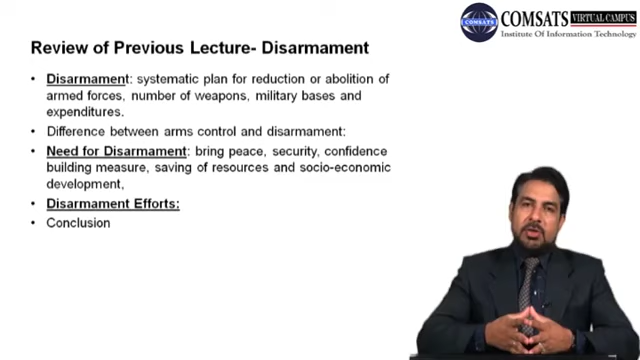 COMSATS VIRTUAL CAMPUS
Institute Of Information Technology
Review of Previous Lecture- Disarmament
• Disarmament: systematic plan for reduction or abolition of
armed forces, number of weapons, military bases and
expenditures.
• Difference between arms control and disarmament:
• Need for Disarmament: bring peace, security, confidence
building measure, saving of resources and socio-economic
development,
• Disarmament Efforts:
• Conclusion